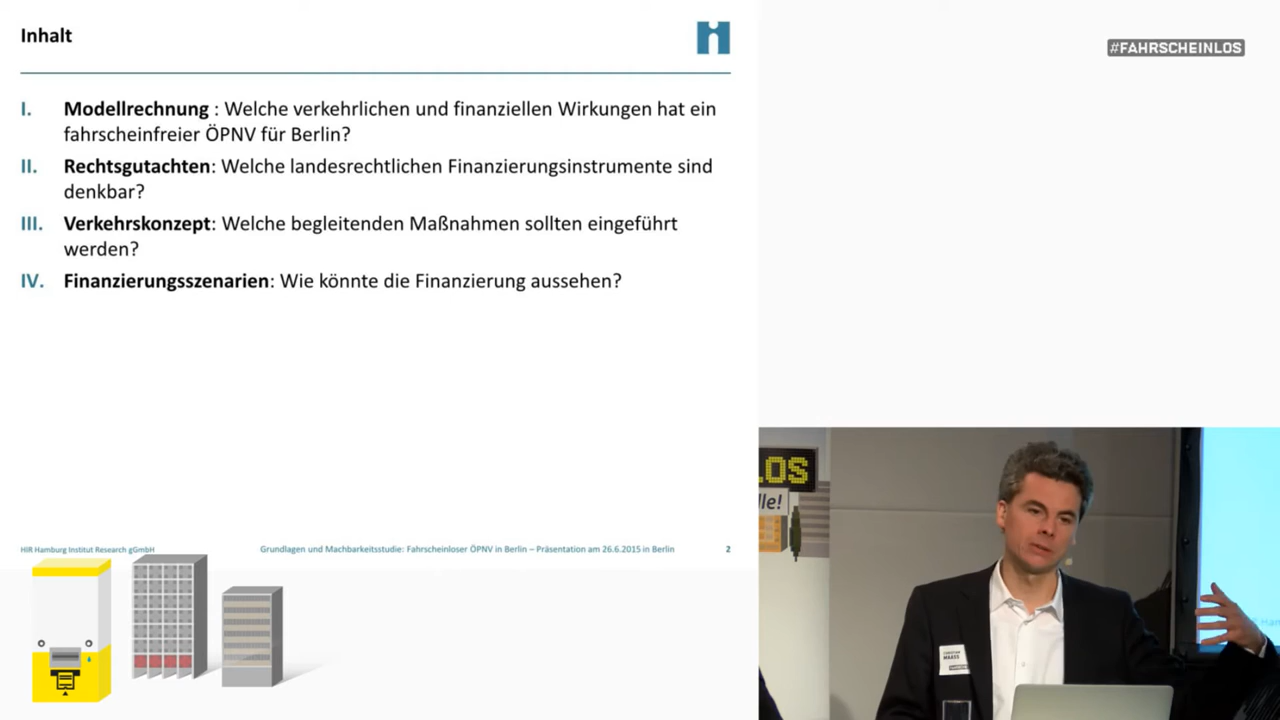 Inhalt
#FAHRSCHEINLOS
I. Modellrechnung : Welche verkehrlichen und finanziellen Wirkungen hat ein
fahrscheinfreier ÖPNV für Berlin?
II. Rechtsgutachten: Welche landesrechtlichen Finanzierungsinstrumente sind
denkbar?
III. Verkehrskonzept: Welche begleitenden Maßnahmen sollten eingeführt
werden?
IV. Finanzierungsszenarien: Wie könnte die Finanzierung aussehen?
HIR Hamburg Institut Research gGmbH
Grundlagen und Machbarkeitsstudie: Fahrscheinloser ÖPNV in Berlin – Präsentation am 26.6.2015 in Berlin – 2
LOS
lle!
CHRISTIAN
MAASS